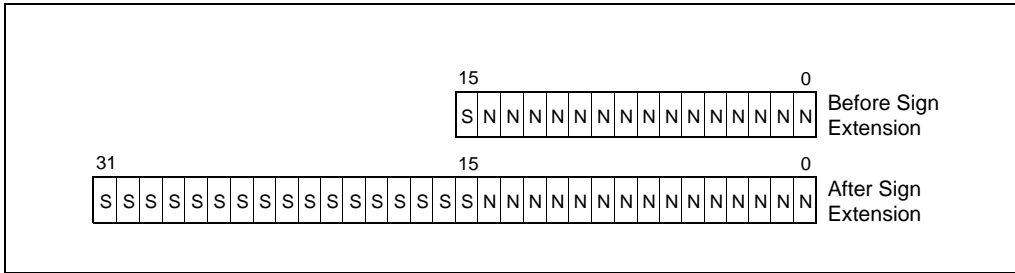 15 0
S N N N N N N N N N N N N N N N
Before Sign
Extension
31 15 0
S S S S S S S S S S S S S S S S S N N N N N N N N N N N N N N N
After Sign
Extension